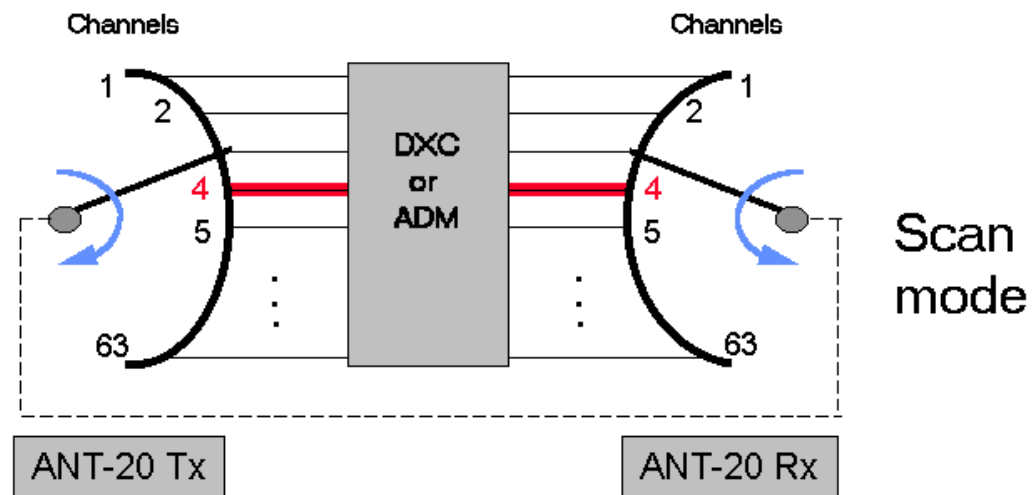 Channels
Channels
1
2
4
5
63
DXC
or
ADM
1
2
4
5
63
Scan
mode
ANT-20 Tx
ANT-20 Rx